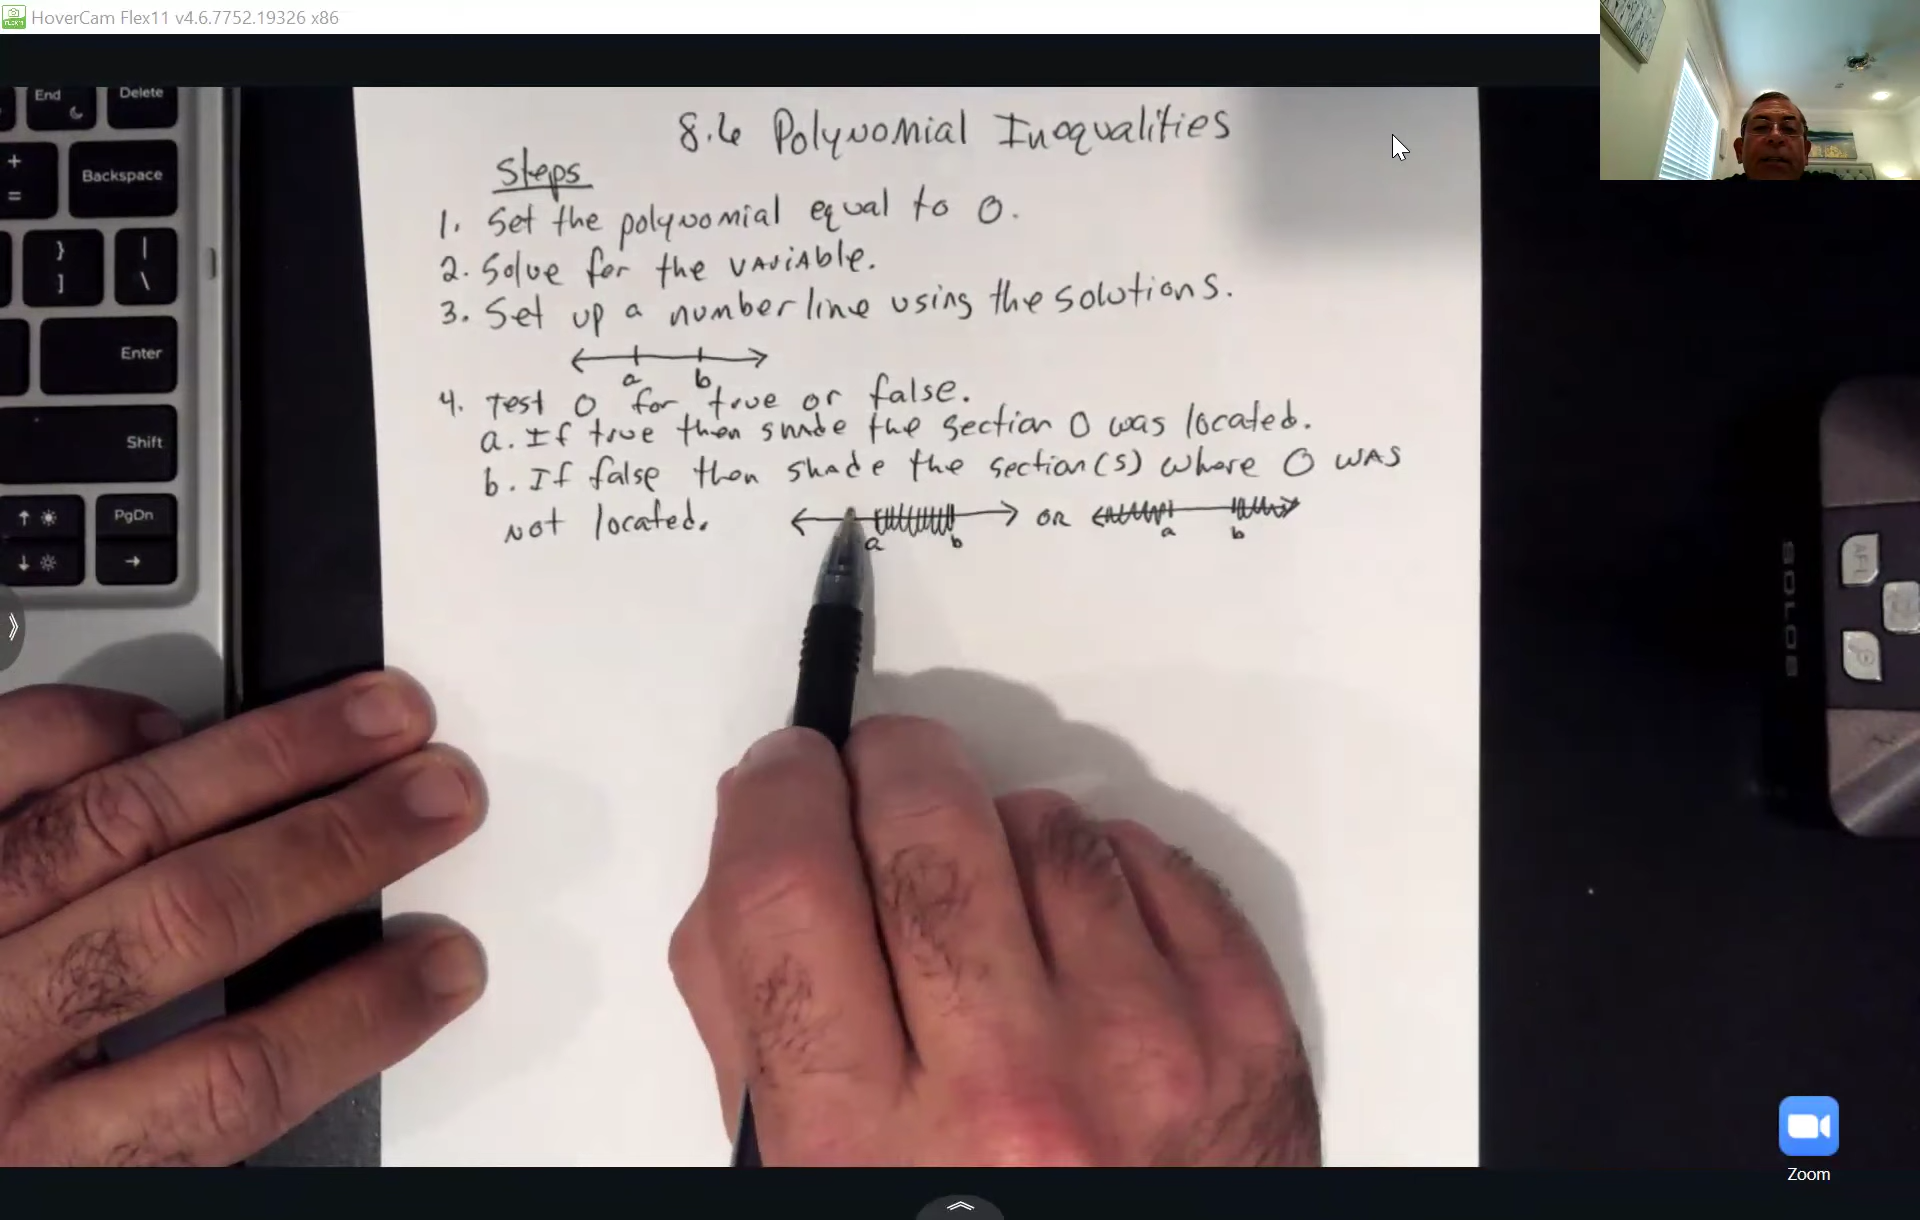 HoverCam Flex11 v4.6.7752.19326 x86
8.6 Polynomial Inequalities
Steps
1. Set the polynomial equal to 0.
2. Solve for the variable.
3. Set up a number line using the solutions.
a b
4. Test 0 for true or false.
a. If true then shade the section 0 was located.
b. If false then shade the section(s) where 0 was
not located. OR
a b a b
End
Delete
+
=
Backspace
}
]
|
\
Enter
Shift
PgDn
SOLOS
Zoom